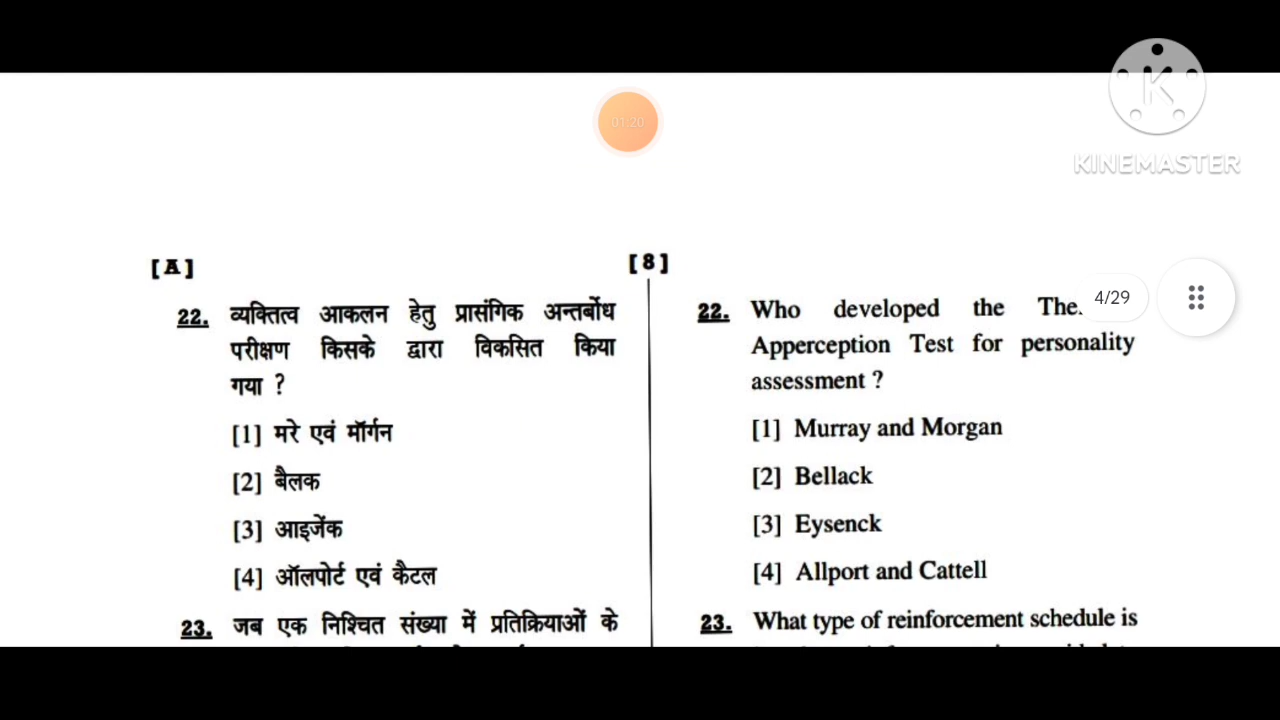 01:20
KINEMASTER
[A]
[8]
4/29
22. व्यक्तित्व आकलन हेतु प्रासंगिक अन्तर्बोध
परीक्षण किसके द्वारा विकसित किया
गया ?
[1] मरे एवं मॉर्गन
[2] बैलक
[3] आइजेंक
[4] ऑलपोर्ट एवं कैटल
23. जब एक निश्चित संख्या में प्रतिक्रियाओं के
22. Who developed the
Apperception Test for personality
assessment ?
[1] Murray and Morgan
[2] Bellack
[3] Eysenck
[4] Allport and Cattell
23. What type of reinforcement schedule is